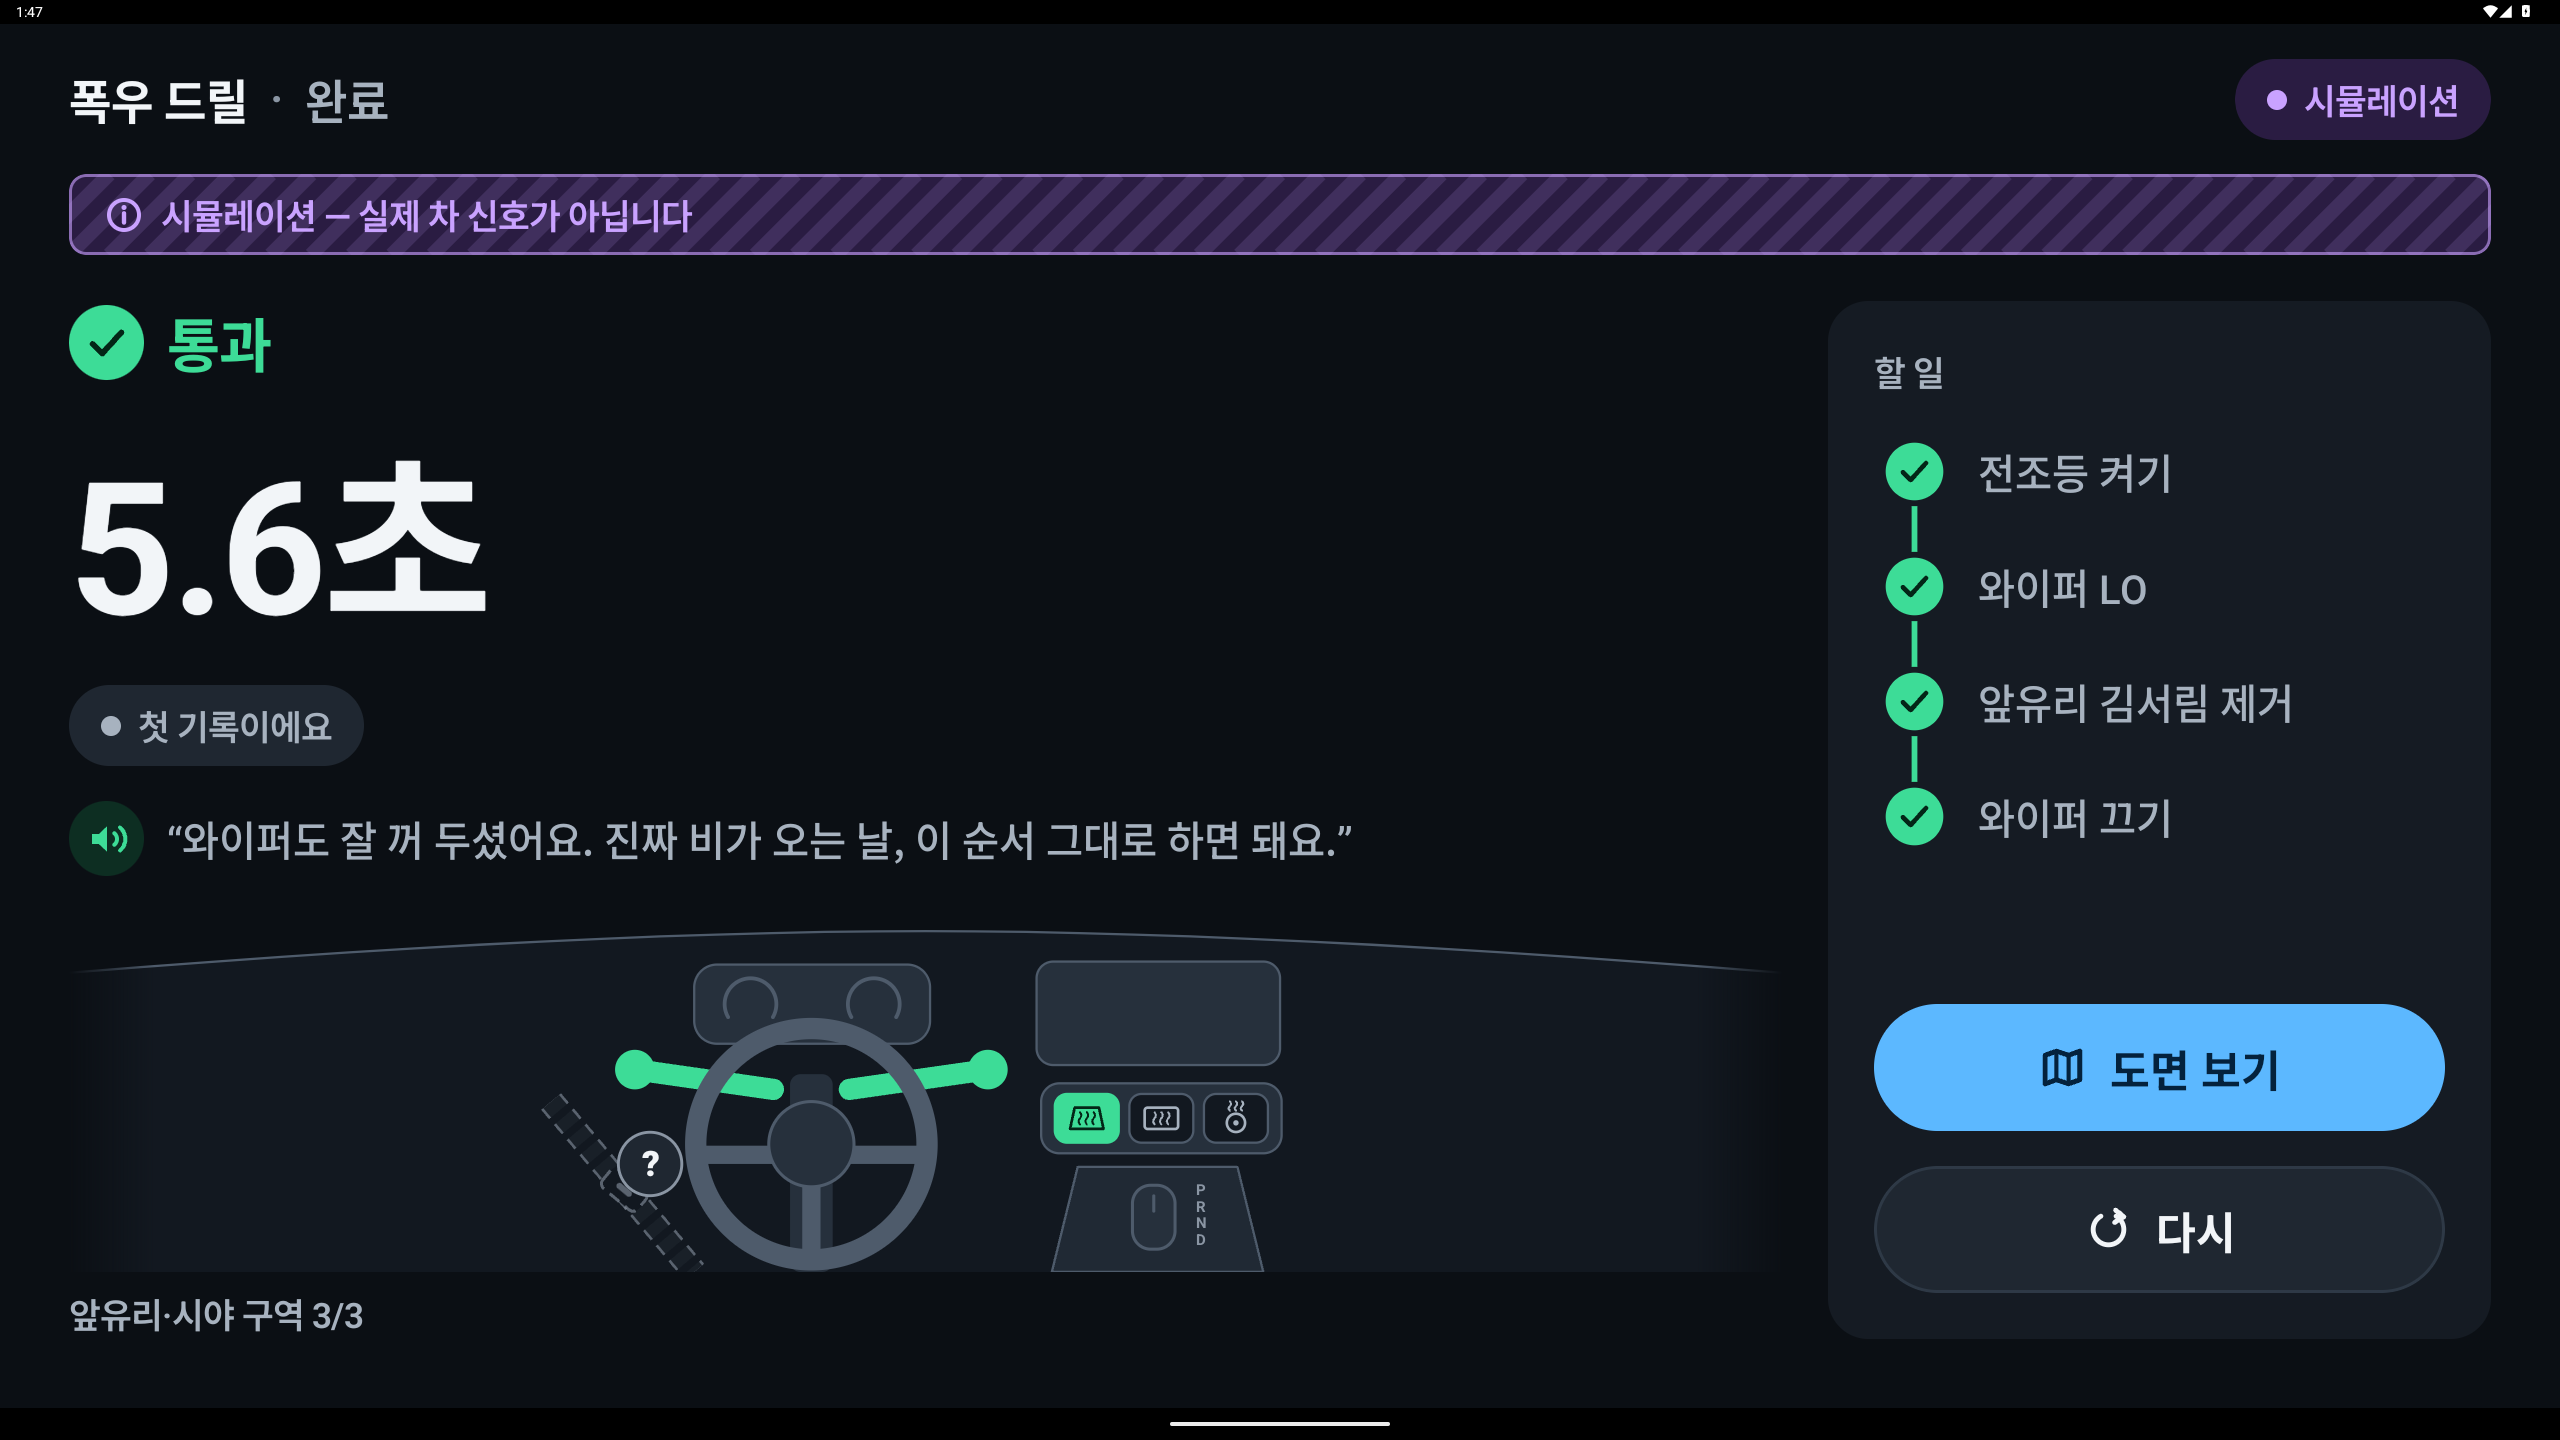 1:47
폭우 드릴 · 완료
시뮬레이션
시뮬레이션 – 실제 차 신호가 아닙니다
통과
5.6초
첫 기록이에요
“와이퍼도 잘 꺼 두셨어요. 진짜 비가 오는 날, 이 순서 그대로 하면 돼요.”
?
P
R
N
D
앞유리·시야 구역 3/3
할 일
전조등 켜기
와이퍼 LO
앞유리 김서림 제거
와이퍼 끄기
도면 보기
다시